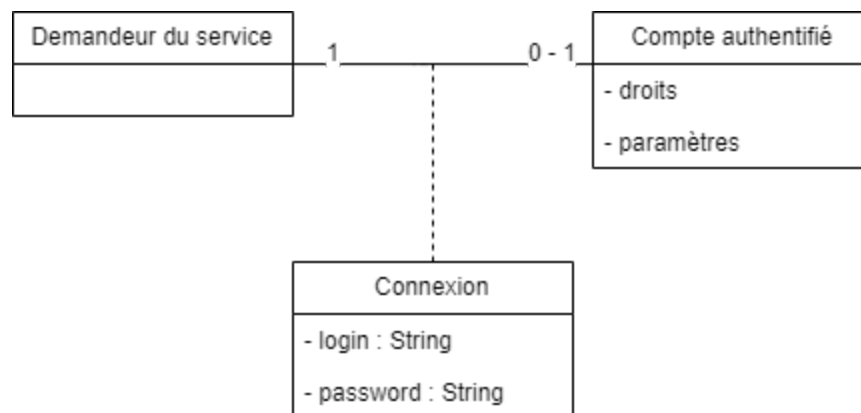 Demandeur du service
1
0 - 1
Compte authentifié
- droits
- paramètres
Connexion
- login : String
- password : String